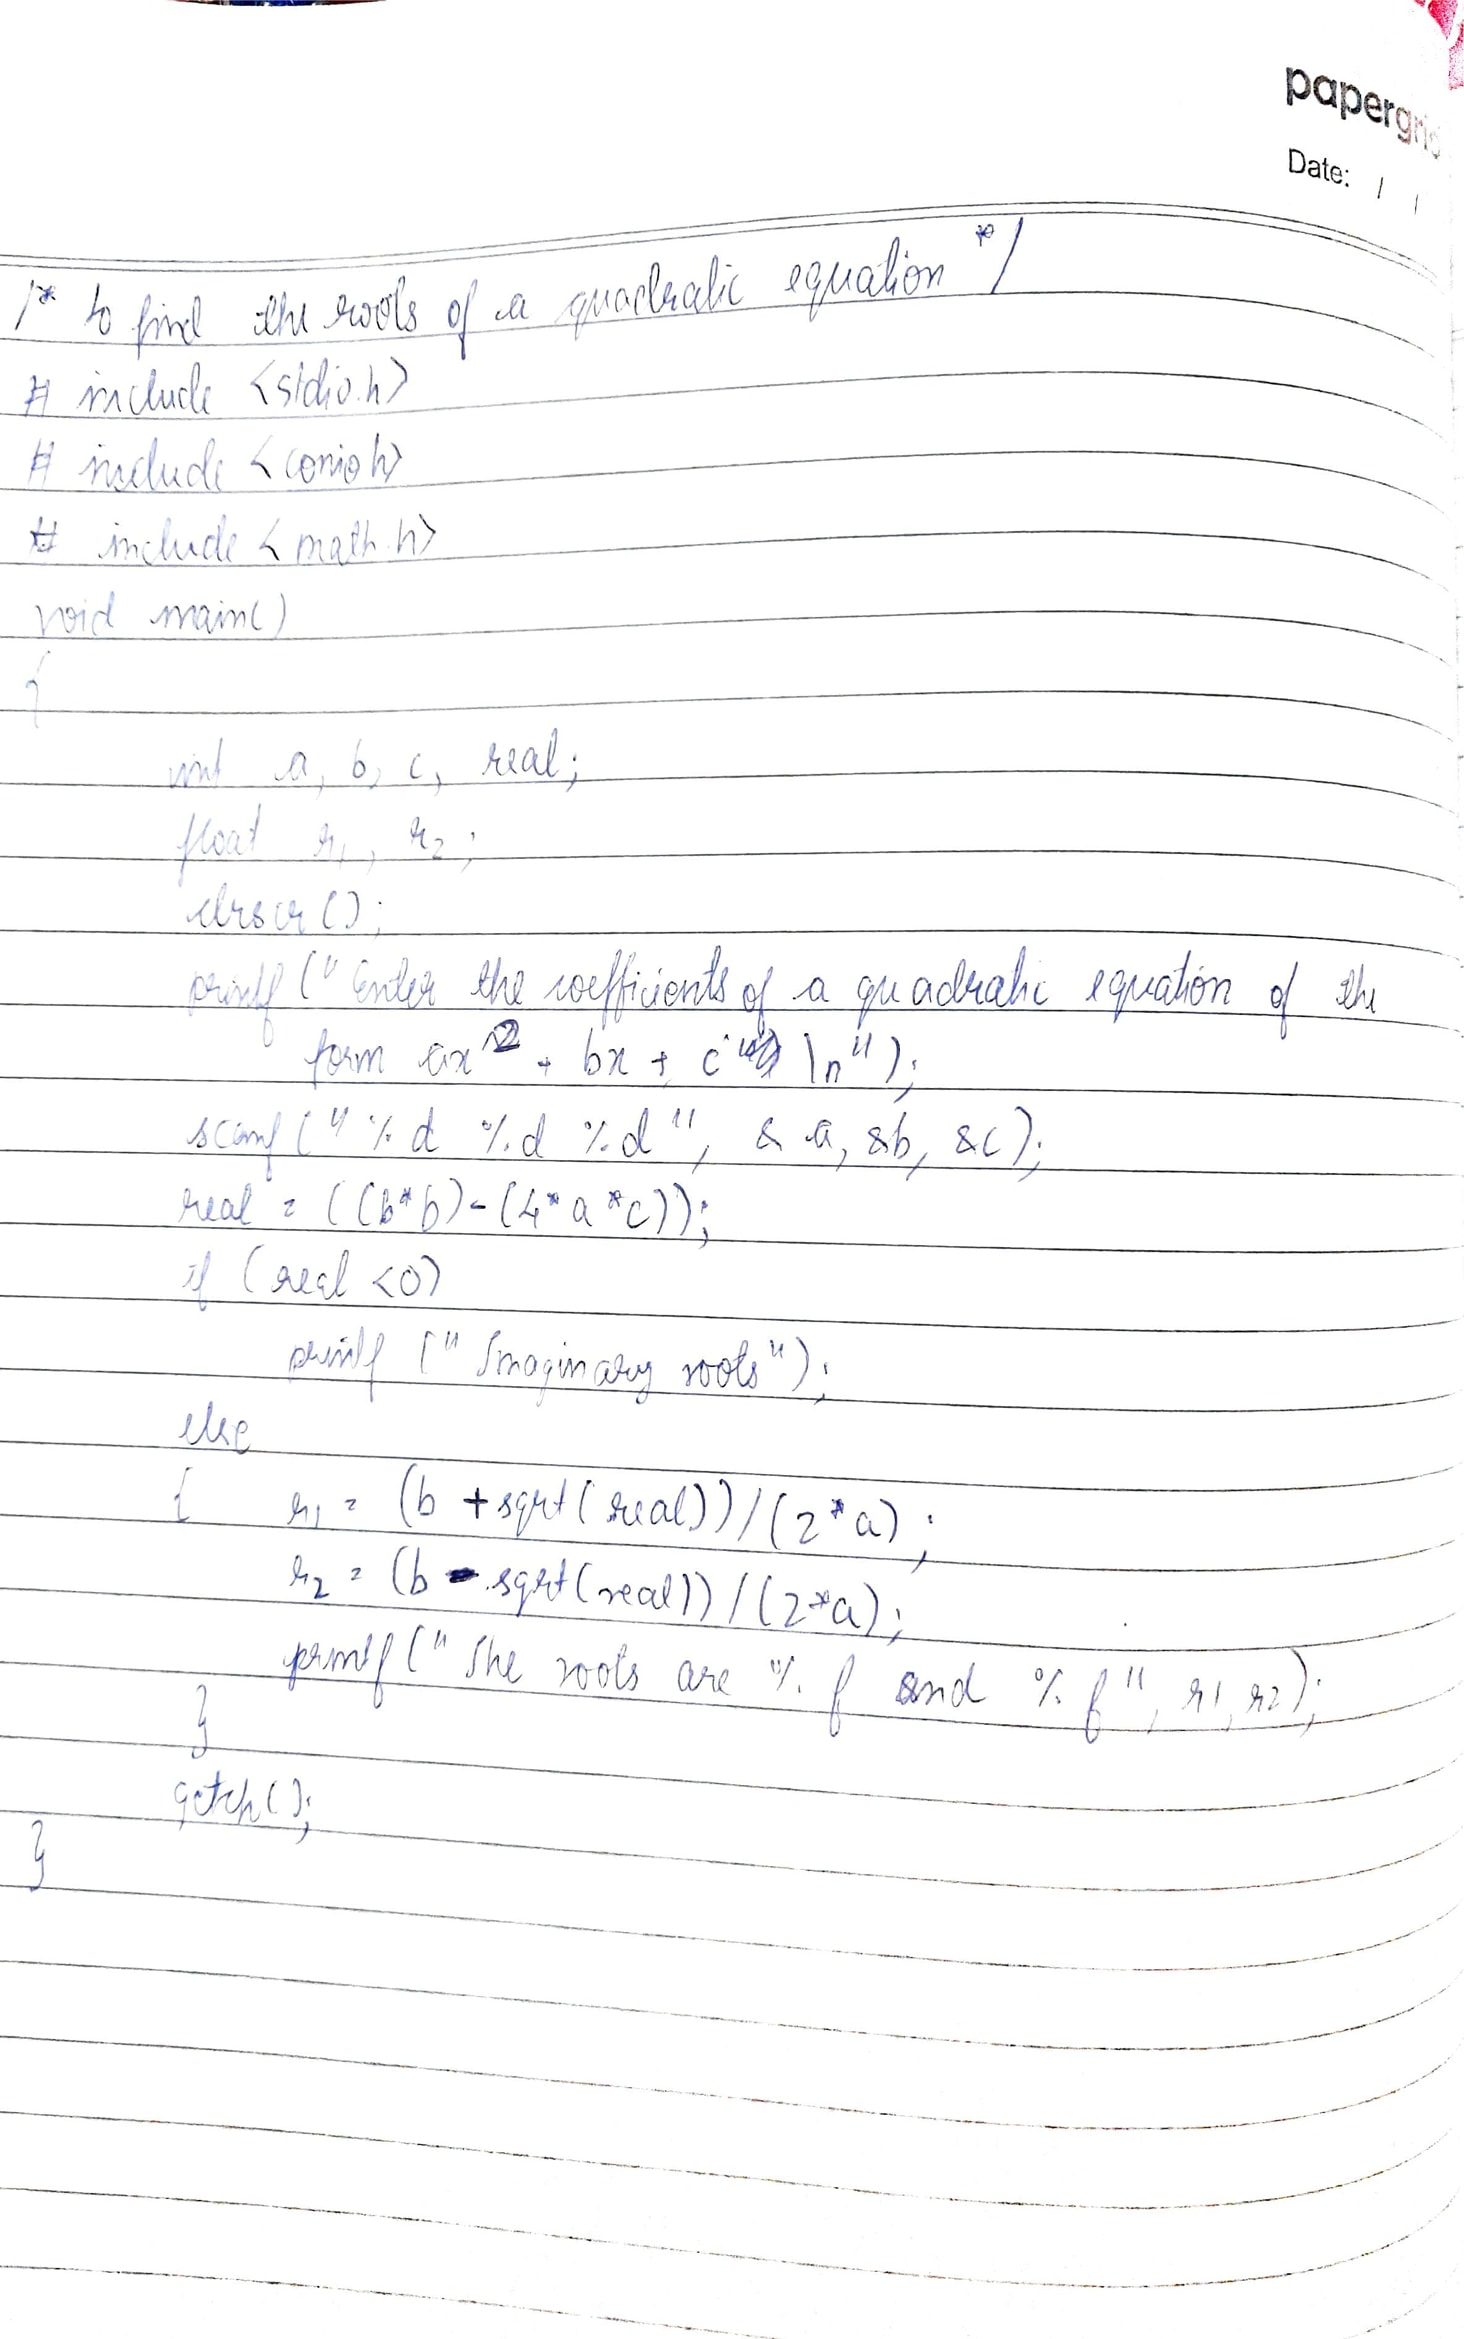 papergrid
Date: / /
/* to find the roots of a quadratic equation */
# include <stdio.h>
# include <conio.h>
# include <math.h>
void main()
{
int a, b, c, real;
float r1, r2;
clrscr();
printf ("Enter the coefficients of a quadratic equation of the
form ax^2 + bx + c \n");
scanf ("%d %d %d", &a, &b, &c);
real = ((b*b)-(4*a*c));
if (real <0)
printf ("Imaginary roots");
else
{ r1 = (b +sqrt(real))/(2*a);
r2 = (b - sqrt(real))/(2*a);
printf("The roots are %f and %f", r1, r2);
}
getch();
}